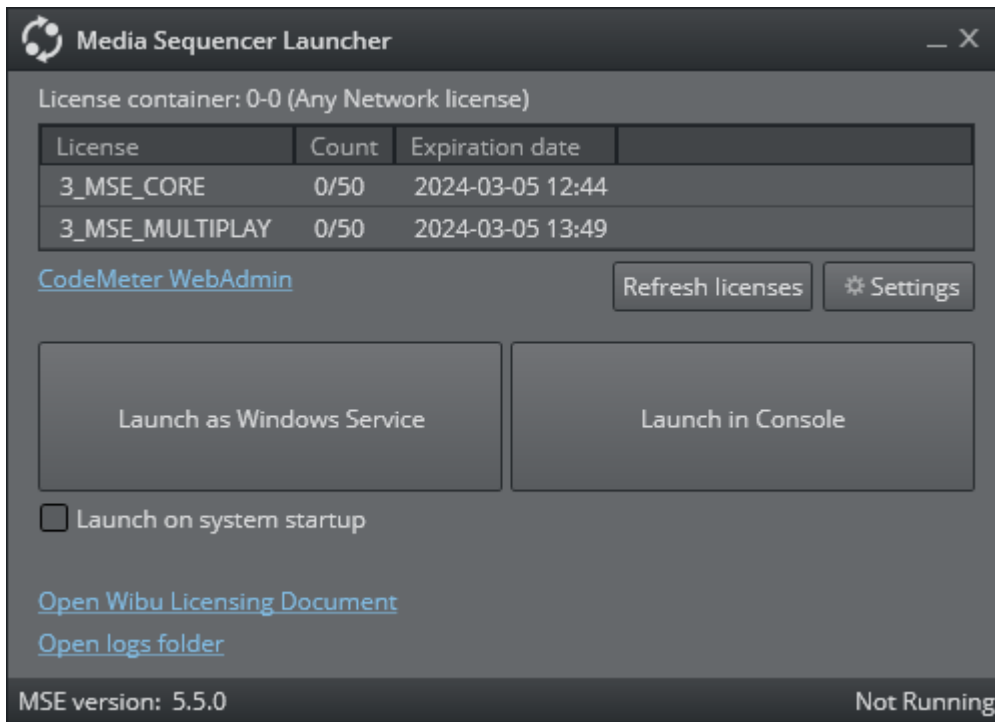 Media Sequencer Launcher
License container: 0-0 (Any Network license)
License Count Expiration date
3_MSE_CORE 0/50 2024-03-05 12:44
3_MSE_MULTIPLAY 0/50 2024-03-05 13:49
CodeMeter WebAdmin Refresh licenses Settings
Launch as Windows Service Launch in Console
Launch on system startup
Open Wibu Licensing Document
Open logs folder
MSE version: 5.5.0 Not Running